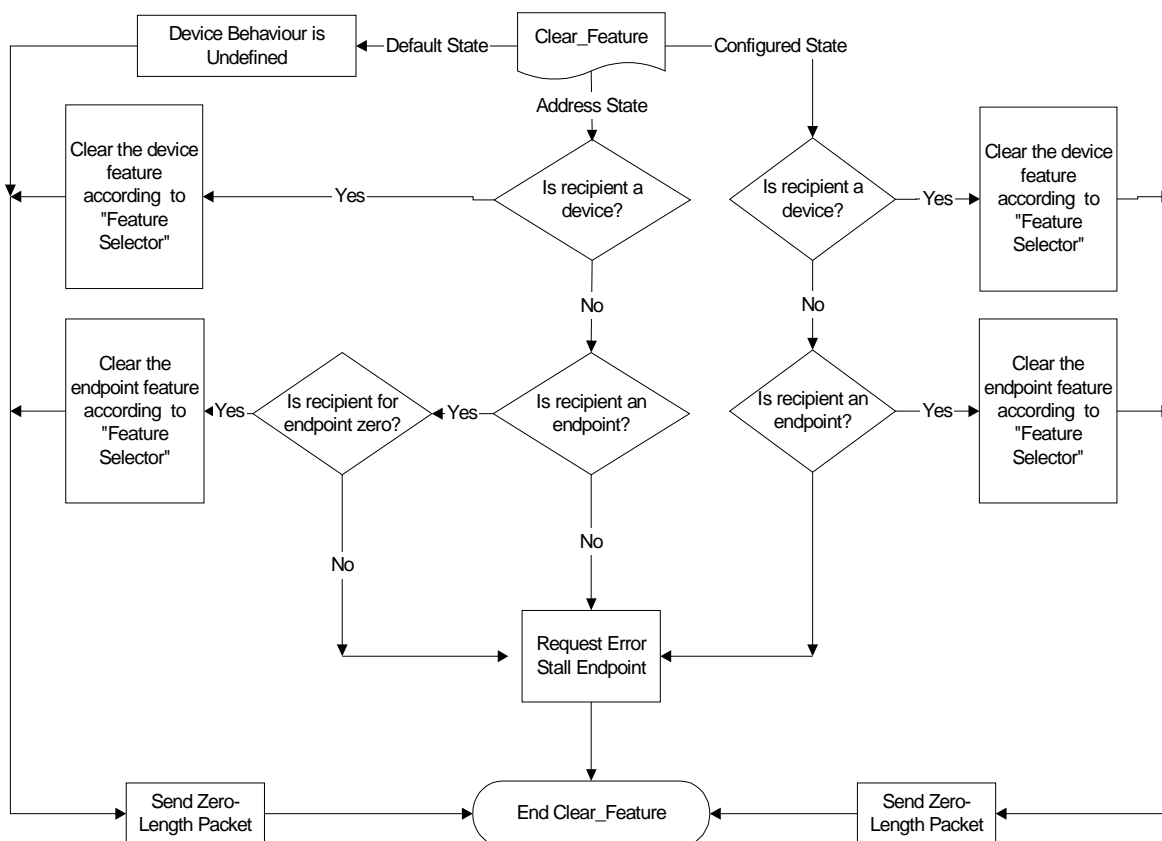 Device Behaviour is
Undefined
Default State
Clear_Feature
Configured State
Address State
Clear the device
feature
according to
"Feature
Selector"
Yes
Is recipient a
device?
Is recipient a
device?
Yes
Clear the device
feature
according to
"Feature
Selector"
No
No
Clear the
endpoint feature
according to
"Feature
Selector"
Yes
Is recipient for
endpoint zero?
Yes
Is recipient an
endpoint?
Is recipient an
endpoint?
Yes
Clear the
endpoint feature
according to
"Feature
Selector"
No
No
Request Error
Stall Endpoint
Send Zero-
Length Packet
End Clear_Feature
Send Zero-
Length Packet